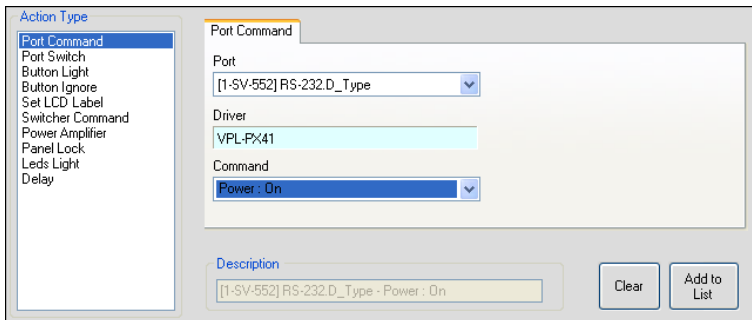 Action Type
Port Command
Port Switch
Button Light
Button Ignore
Set LCD Label
Switcher Command
Power Amplifier
Panel Lock
Leds Light
Delay
Port Command
Port
[1-SV-552] RS-232.D_Type
Driver
VPL-PX41
Command
Power : On
Description
[1-SV-552] RS-232.D_Type - Power : On
Clear
Add to
List